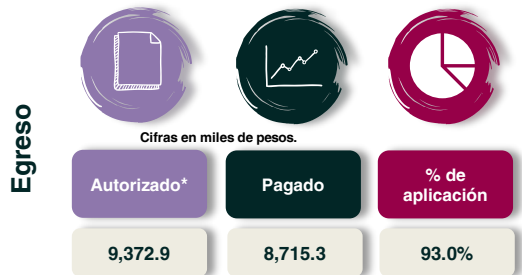 Egreso
Cifras en miles de pesos.
Autorizado*
Pagado
% de
aplicación
9,372.9
8,715.3
93.0%